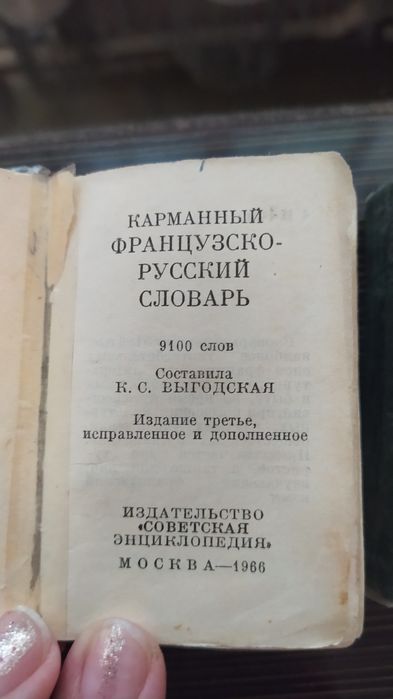 КАРМАННЫЙ
ФРАНЦУЗСКО-
РУССКИЙ
СЛОВАРЬ
9100 слов
Составила
К. С. ВЫГОДСКАЯ
Издание третье,
исправленное и дополненное
ИЗДАТЕЛЬСТВО
«СОВЕТСКАЯ
ЭНЦИКЛОПЕДИЯ»
МОСКВА—1966